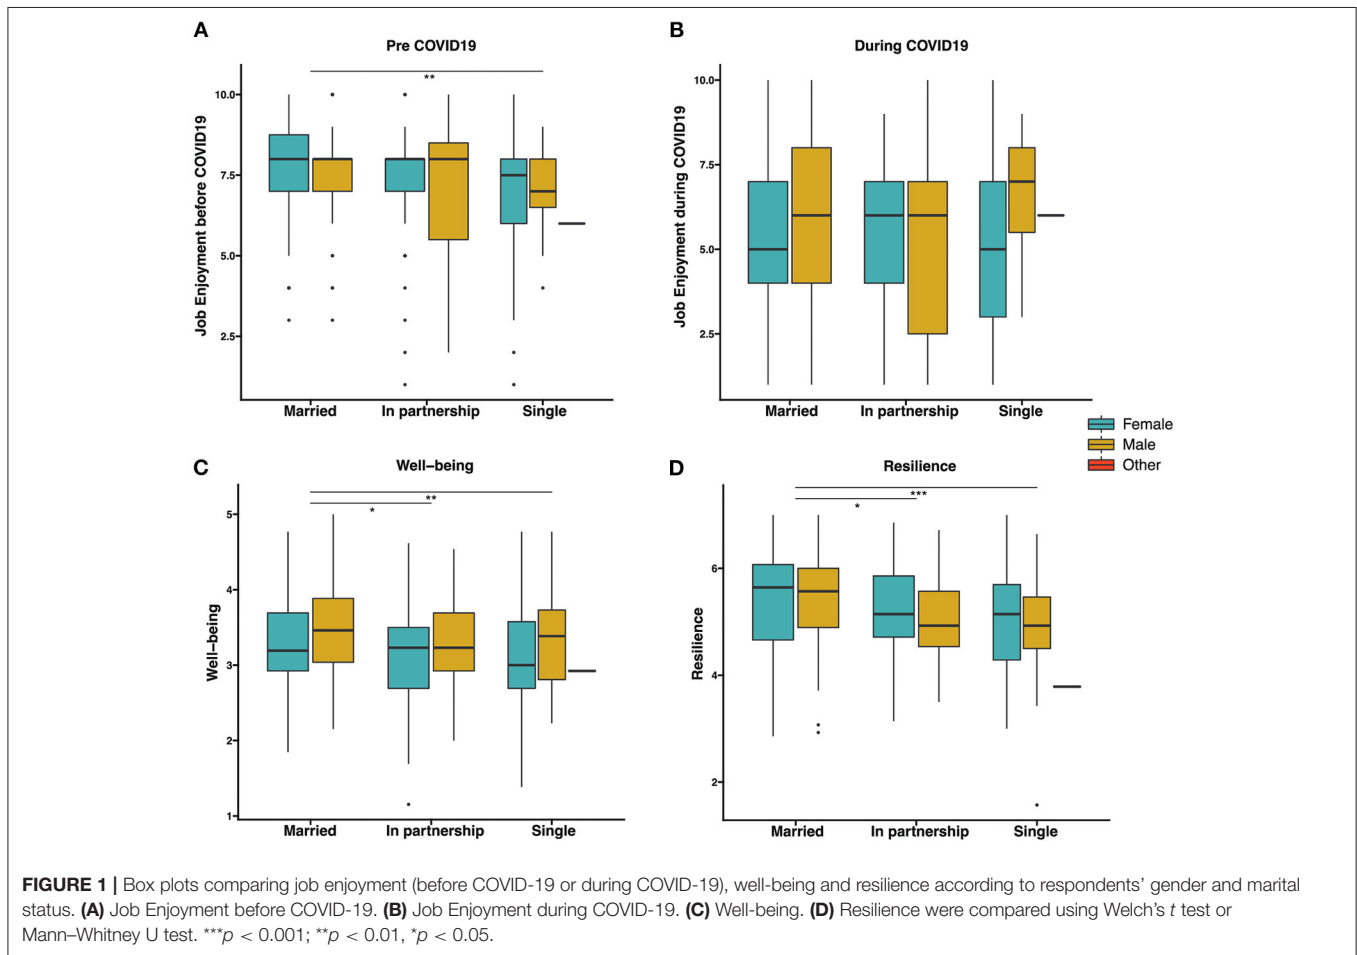 A
Pre COVID19
**
Job Enjoyment before COVID19
10.0
7.5
5.0
2.5
Married
In partnership
Single
B
During COVID19
Job Enjoyment during COVID19
10.0
7.5
5.0
2.5
Married
In partnership
Single
Female
Male
Other
C
Well–being
**
*
Well–being
5
4
3
2
1
Married
In partnership
Single
D
Resilience
***
*
Resilience
6
4
2
Married
In partnership
Single
FIGURE 1 | Box plots comparing job enjoyment (before COVID-19 or during COVID-19), well-being and resilience according to respondents' gender and marital
status. (A) Job Enjoyment before COVID-19. (B) Job Enjoyment during COVID-19. (C) Well-being. (D) Resilience were compared using Welch's t test or
Mann–Whitney U test. ***p < 0.001; **p < 0.01, *p < 0.05.